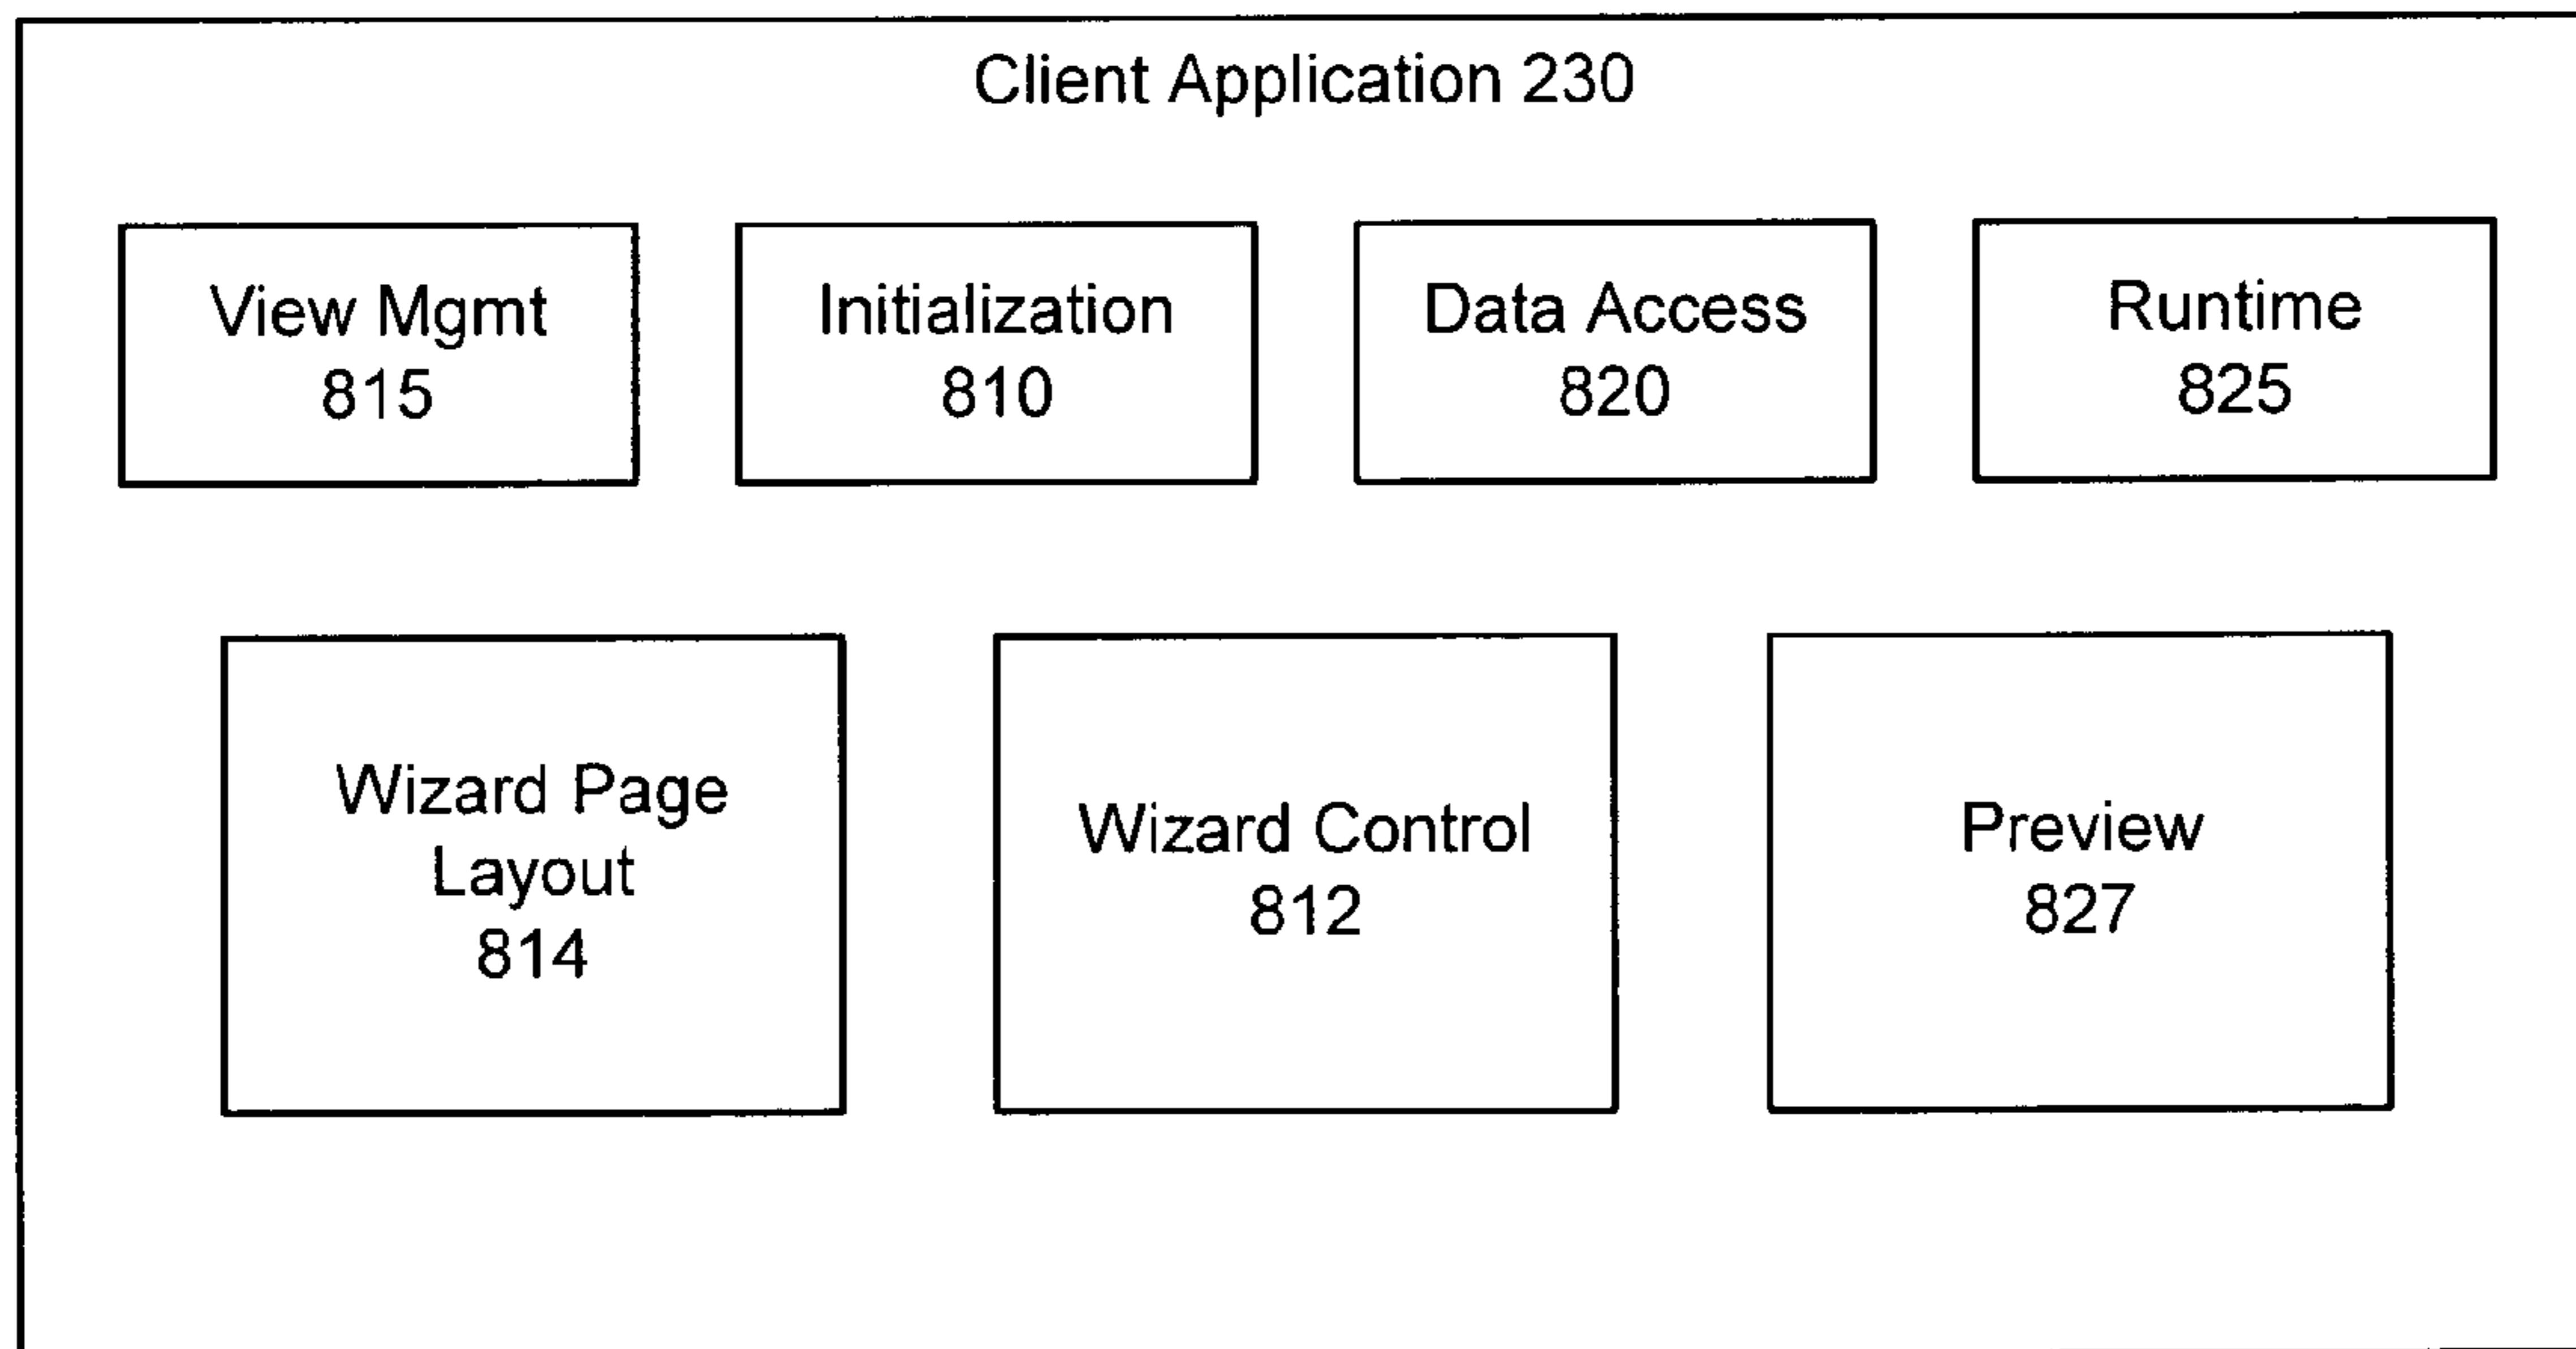 Client Application 230
View Mgmt
815
Initialization
810
Data Access
820
Runtime
825
Wizard Page
Layout
814
Wizard Control
812
Preview
827